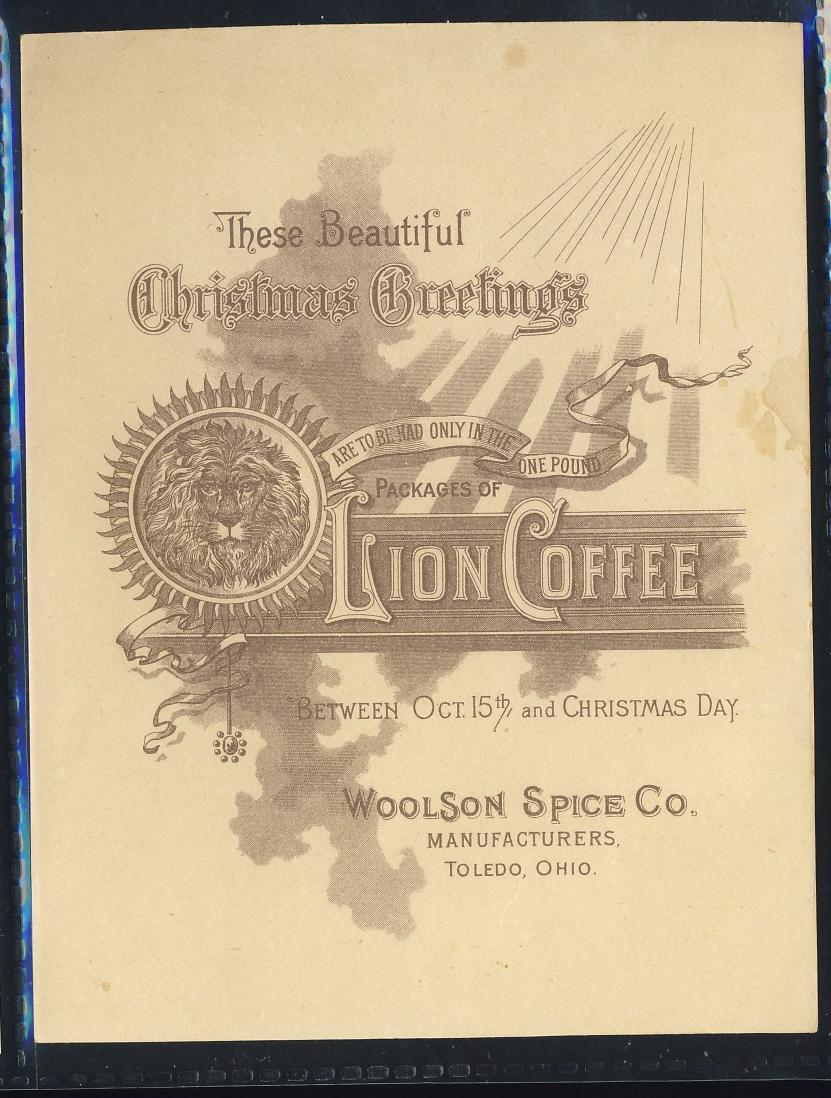 These Beautiful
Christmas Greetings
ARE TO BE HAD ONLY IN THE
ONE POUND
PACKAGES OF
LION COFFEE
BETWEEN OCT. 15th, and CHRISTMAS DAY.
WOOLSON SPICE CO.
MANUFACTURERS,
TOLEDO, OHIO.